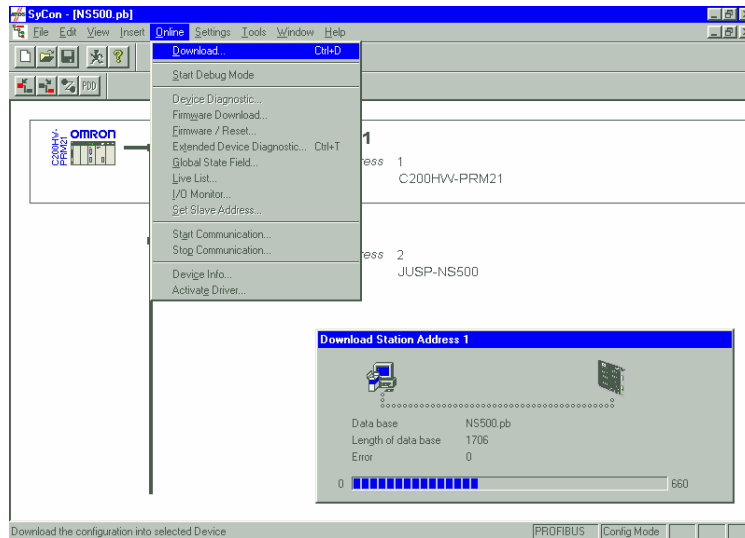 SyCon - [NS500.pb]
File Edit View Insert Online Settings Tools Window Help
Download... Ctrl+D
Start Debug Mode
Device Diagnostic...
Firmware Download...
Firmware / Reset...
Extended Device Diagnostic... Ctrl+T
Global State Field...
Live List...
I/O Monitor...
Set Slave Address...
Start Communication...
Stop Communication...
Device Info...
Activate Driver...
PDD
C200HW-
PRM21
OMRON
1
ess 1
C200HW-PRM21
ess 2
JUSP-NS500
Download Station Address 1
Data base NS500.pb
Length of data base 1706
Error 0
0 660
Download the configuration into selected Device PROFIBUS Config Mode